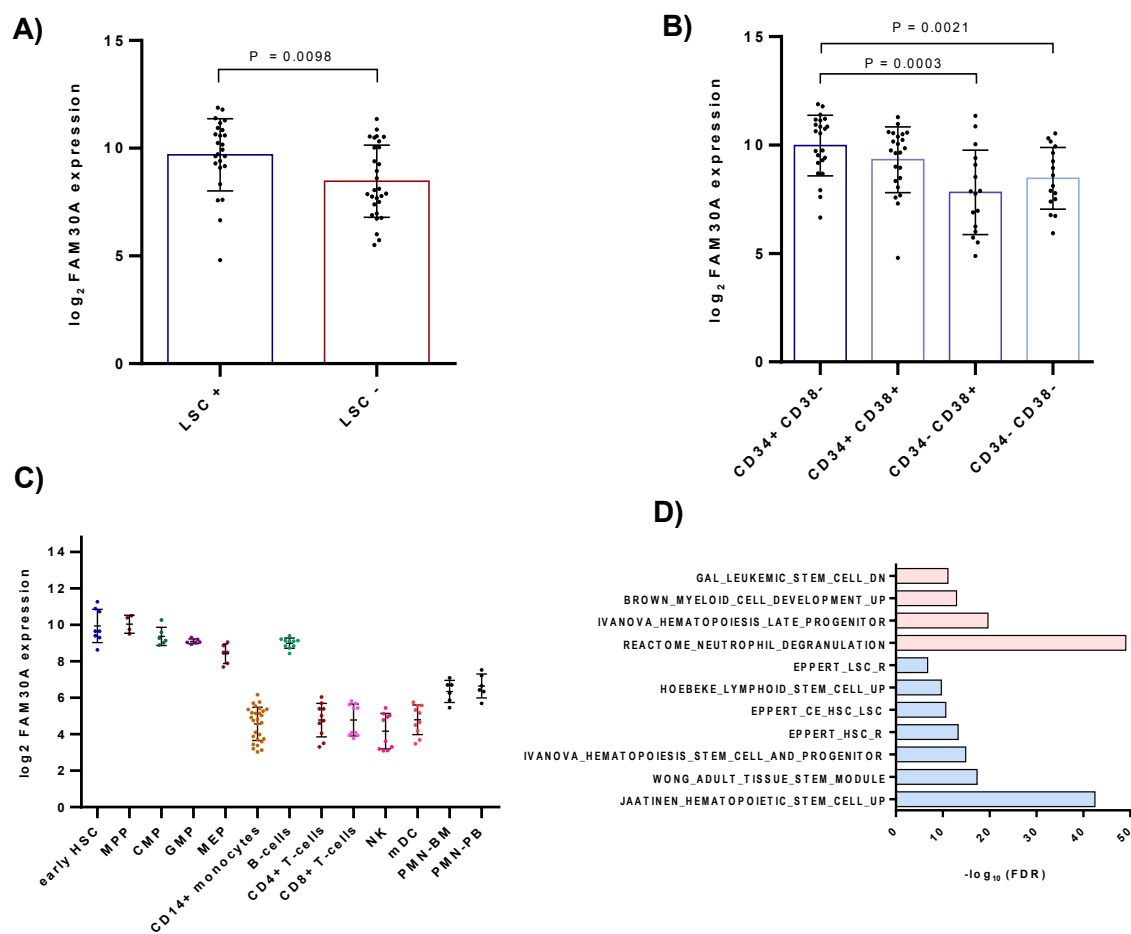 A)
P = 0.0098
15
10
5
0
log2 FAM30A expression
LSC +
LSC -
B)
P = 0.0021
P = 0.0003
15
10
5
0
log2 FAM30A expression
CD34+ CD38-
CD34+ CD38+
CD34- CD38+
CD34- CD38-
C)
14
12
10
8
6
4
2
0
log2 FAM30A expression
early HSC
MPP
CMP
GMP
MEP
CD14+ monocytes
B-cells
CD4+ T-cells
CD8+ T-cells
NK
mDC
PMN-BM
PMN-PB
D)
GAL_LEUKEMIC_STEM_CELL_DN
BROWN_MYELOID_CELL_DEVELOPMENT_UP
IVANOVA_HEMATOPOIESIS_LATE_PROGENITOR
REACTOME_NEUTROPHIL_DEGRANULATION
EPPERT_LSC_R
HOEBEKE_LYMPHOID_STEM_CELL_UP
EPPERT_CE_HSC_LSC
EPPERT_HSC_R
IVANOVA_HEMATOPOIESIS_STEM_CELL_AND_PROGENITOR
WONG_ADULT_TISSUE_STEM_MODULE
JAATINEN_HEMATOPOIETIC_STEM_CELL_UP
0
10
20
30
40
50
-log10 (FDR)